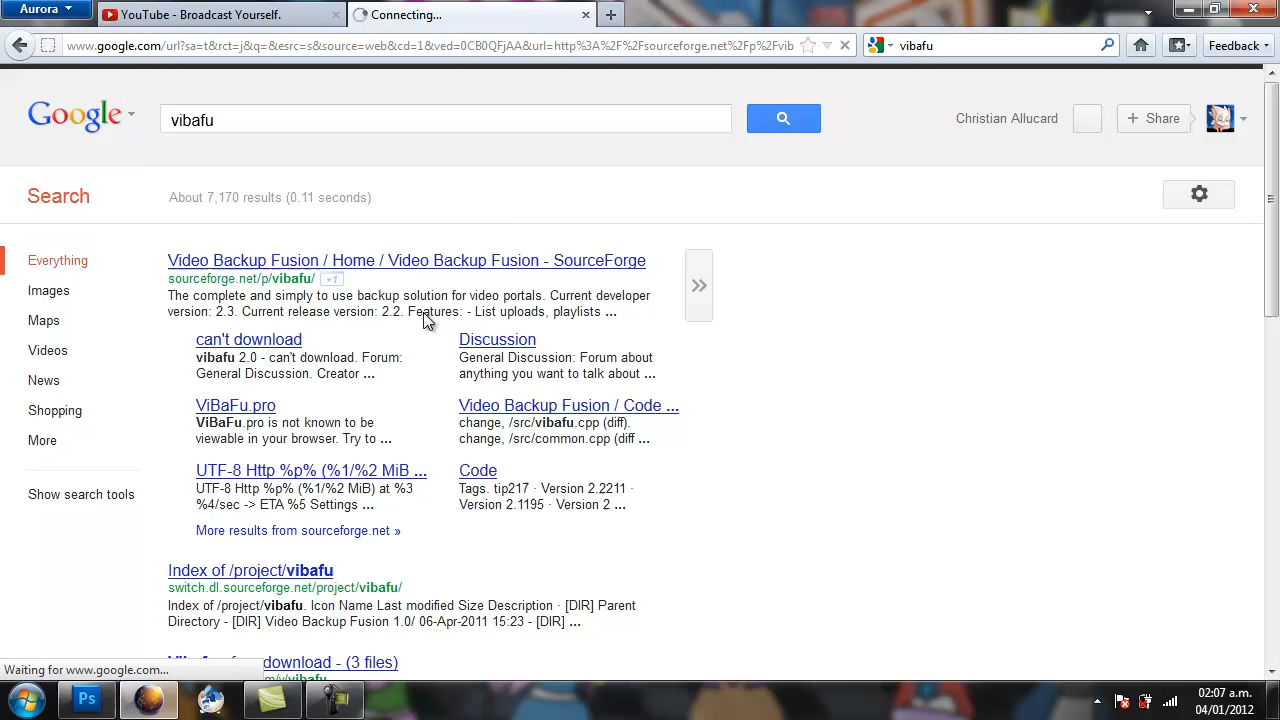 Aurora
YouTube - Broadcast Yourself.
Connecting...
www.google.com/
sa=t&rct=j&q=&esrc=s&source=web&cd=1&ved=0CB0QFjAA&url=http%3A%2F%2Fsourceforge.net%2Fp%2Fvib
vibafu
Feedback
Google
vibafu
Christian Allucard
+ Share
Search
About 7,170 results (0.11 seconds)
Everything
Images
Maps
Videos
News
Shopping
More
Show search tools
Video Backup Fusion / Home / Video Backup Fusion - SourceForge
sourceforge.net/p/vibafu/ +1
The complete and simply to use backup solution for video portals. Current developer
version: 2.3. Current release version: 2.2. Features: - List uploads, playlists ...
can't download
vibafu 2.0 - can't download. Forum:
General Discussion. Creator ...
Discussion
General Discussion: Forum about
anything you want to talk about ...
ViBaFu.pro
ViBaFu.pro is not known to be
viewable in your browser. Try to ...
Video Backup Fusion / Code ...
change, /src/vibafu.cpp (diff).
change, /src/common.cpp (diff ...
UTF-8 Http %p% (%1/%2 MiB ...
UTF-8 Http %p% (%1/%2 MiB) at %3
%4/sec -> ETA %5 Settings ...
Code
Tags. tip217 · Version 2.2211 ·
Version 2.1195 · Version 2 ...
More results from sourceforge.net »
Index of /project/vibafu
switch.dl.sourceforge.net/project/vibafu/
Index of /project/vibafu. Icon Name Last modified Size Description · [DIR] Parent
Directory - [DIR] Video Backup Fusion 1.0/ 06-Apr-2011 15:23 - [DIR] ...
download - (3 files)
Waiting for www.google.com...
Ps
02:07 a.m.
04/01/2012